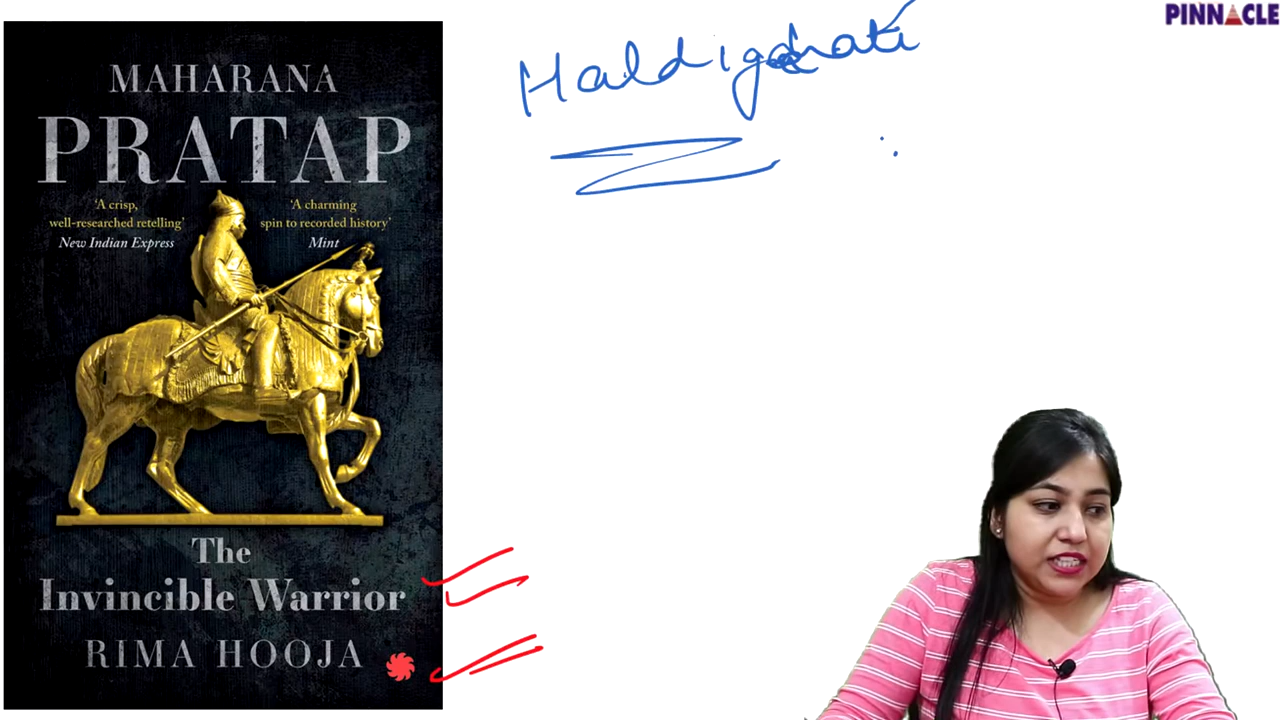 MAHARANA
PRATAP
'A crisp,
well-researched retelling'
New Indian Express
'A charming
spin to recorded history'
Mint
The
Invincible Warrior
RIMA HOOJA
PINNACLE